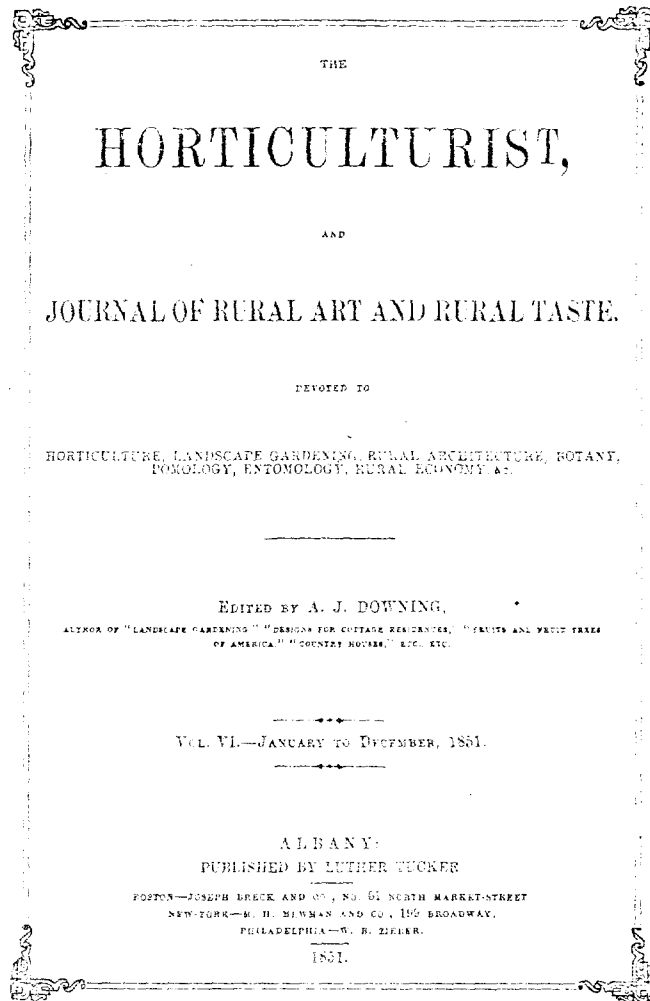 THE
HORTICULTURIST,
AND
JOURNAL OF RURAL ART AND RURAL TASTE.
DEVOTED TO
HORTICULTURE, LANDSCAPE GARDENING, RURAL ARCHITECTURE, BOTANY,
POMOLOGY, ENTOMOLOGY, RURAL ECONOMY, &c.
EDITED BY A. J. DOWNING,
AUTHOR OF "LANDSCAPE GARDENING," "DESIGNS FOR COTTAGE RESIDENCES," "FRUITS AND FRUIT TREES
OF AMERICA," "COUNTRY HOUSES," ETC. ETC.
VOL. VI.—JANUARY TO DECEMBER, 1851.
ALBANY:
PUBLISHED BY LUTHER TUCKER
BOSTON—JOSEPH BRECK AND CO., NO. 51 NORTH MARKET-STREET
NEW-YORK—M. H. NEWMAN AND CO., 199 BROADWAY.
PHILADELPHIA—W. B. ZIEBER.
1851.